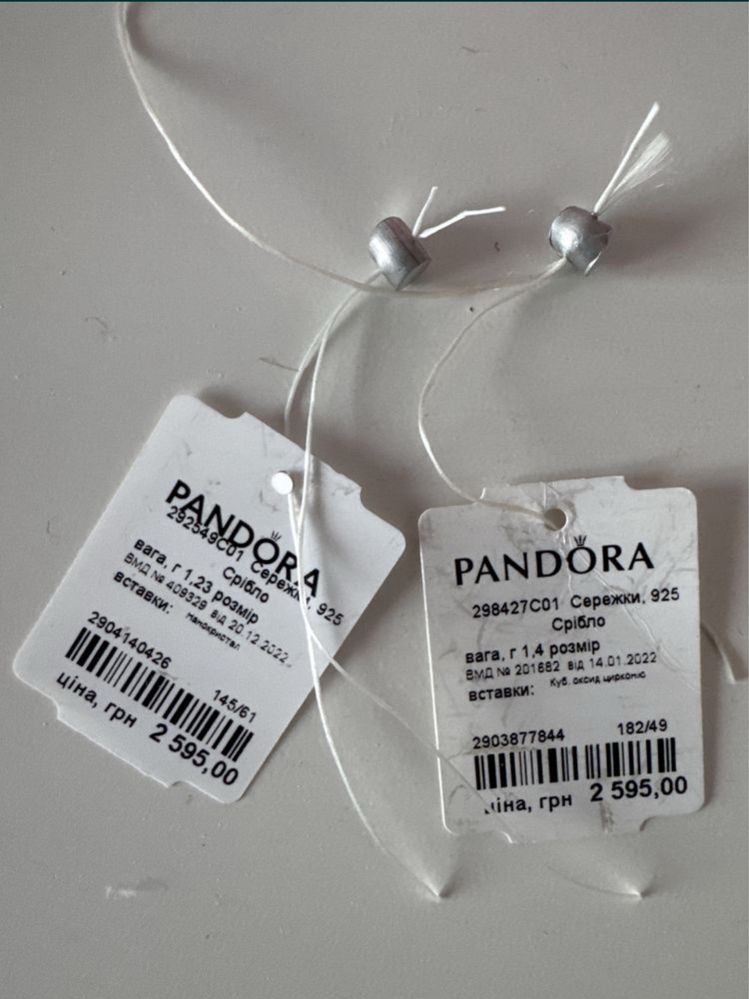 PANDORA
292549C01 Сережки, 925
Срібло
вага, г 1,23 розмір
ВМД № 409329 від 20.12.2022
вставки: Нанокристал
2904140426 145/61
ціна, грн 2 595,00
PANDORA
298427C01 Сережки, 925
Срібло
вага, г 1,4 розмір
ВМД № 201682 від 14.01.2022
вставки: Куб. оксид цирконію
2903877844 182/49
ціна, грн 2 595,00